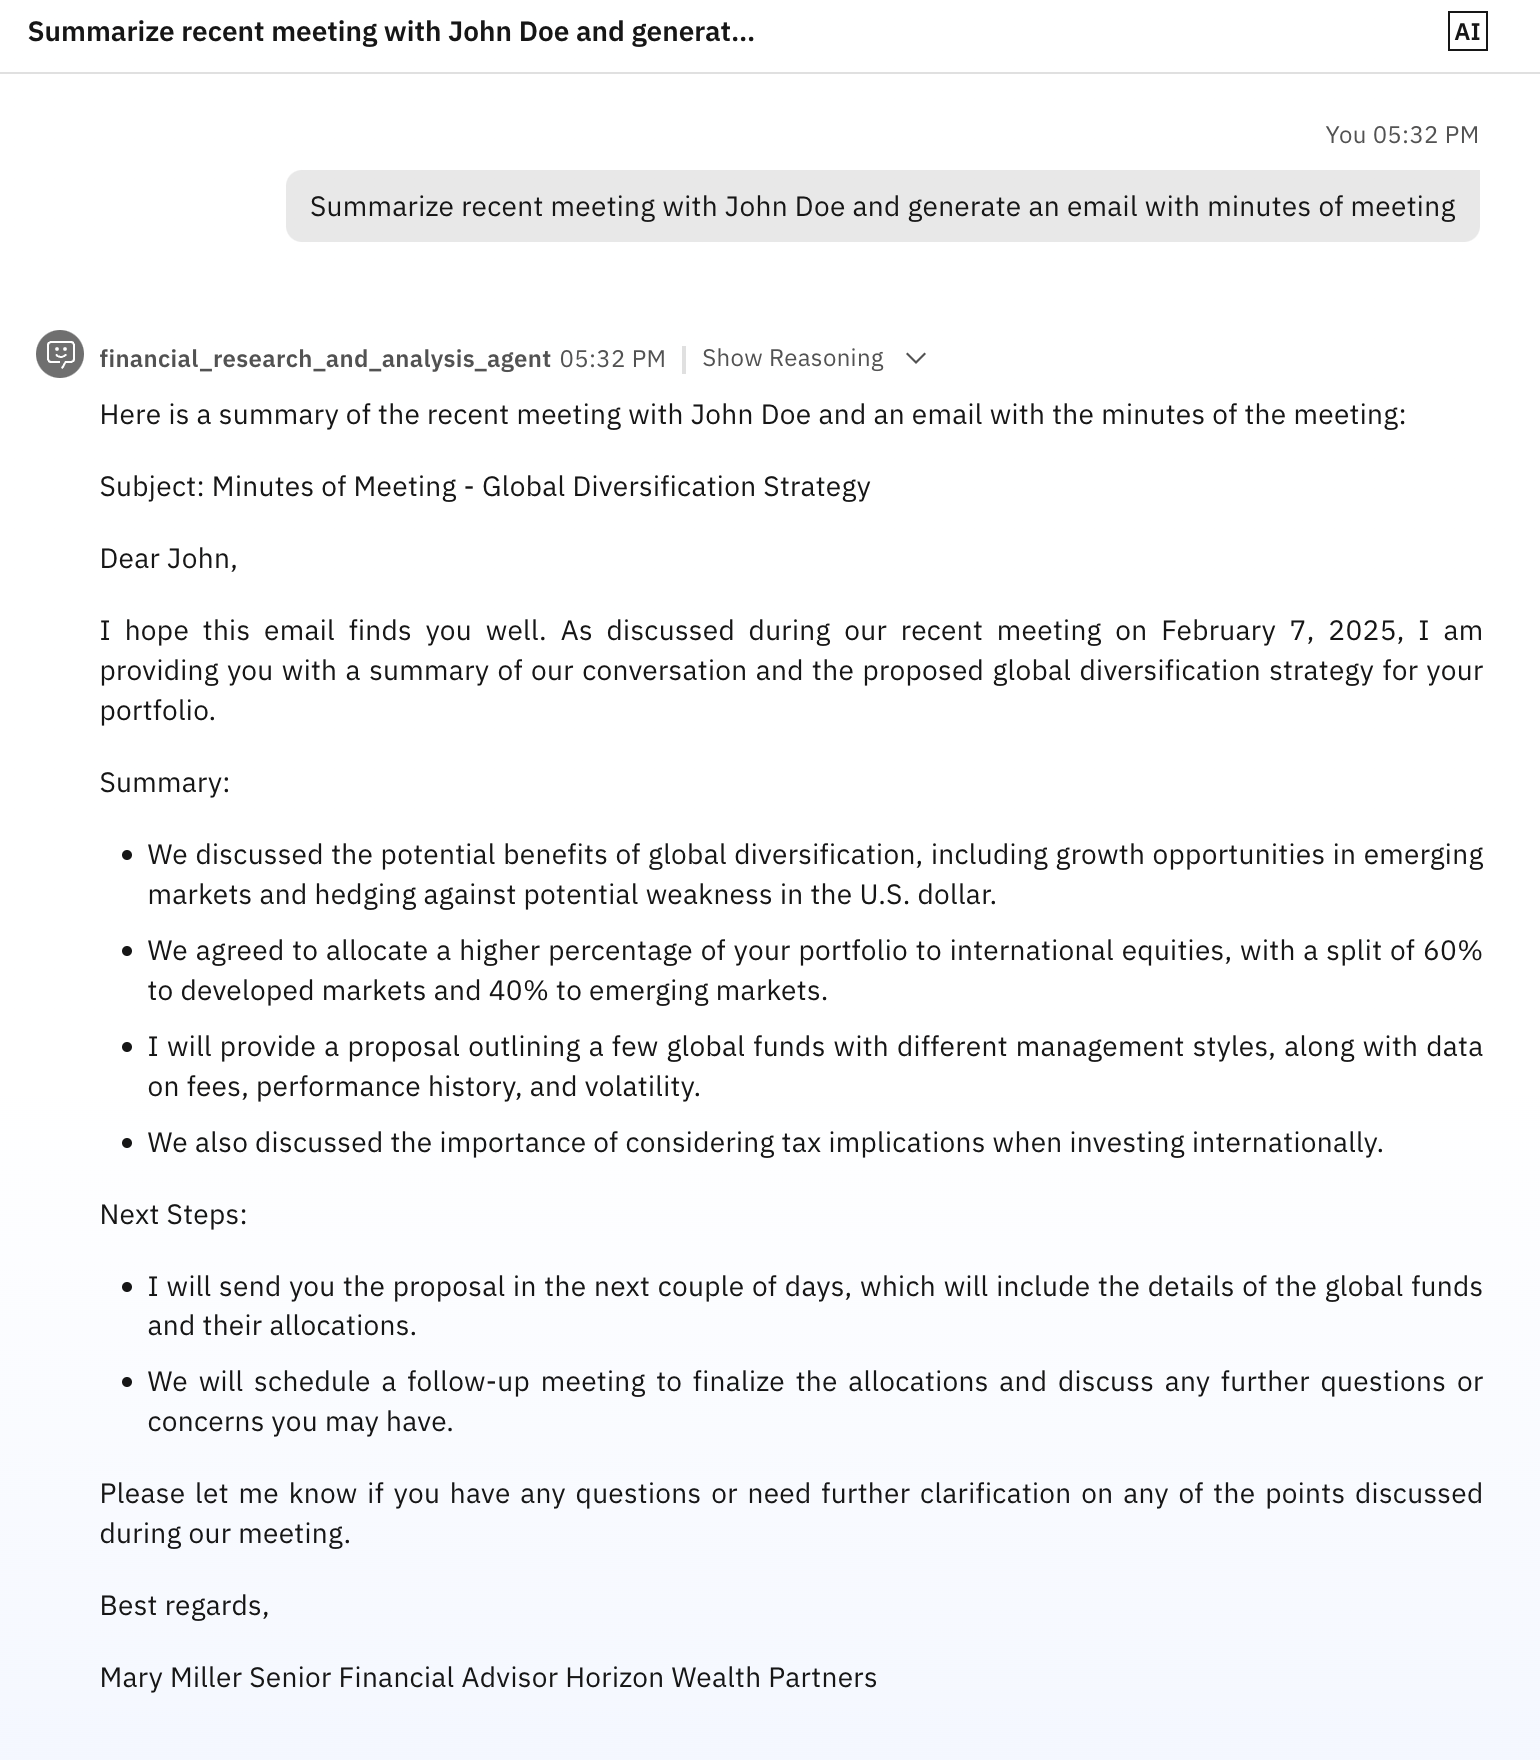 Summarize recent meeting with John Doe and generat...
AI
You 05:32 PM
Summarize recent meeting with John Doe and generate an email with minutes of meeting
financial_research_and_analysis_agent 05:32 PM | Show Reasoning
Here is a summary of the recent meeting with John Doe and an email with the minutes of the meeting:
Subject: Minutes of Meeting - Global Diversification Strategy
Dear John,
I hope this email finds you well. As discussed during our recent meeting on February 7, 2025, I am
providing you with a summary of our conversation and the proposed global diversification strategy for your
portfolio.
Summary:
• We discussed the potential benefits of global diversification, including growth opportunities in emerging
markets and hedging against potential weakness in the U.S. dollar.
• We agreed to allocate a higher percentage of your portfolio to international equities, with a split of 60%
to developed markets and 40% to emerging markets.
• I will provide a proposal outlining a few global funds with different management styles, along with data
on fees, performance history, and volatility.
• We also discussed the importance of considering tax implications when investing internationally.
Next Steps:
• I will send you the proposal in the next couple of days, which will include the details of the global funds
and their allocations.
• We will schedule a follow-up meeting to finalize the allocations and discuss any further questions or
concerns you may have.
Please let me know if you have any questions or need further clarification on any of the points discussed
during our meeting.
Best regards,
Mary Miller Senior Financial Advisor Horizon Wealth Partners